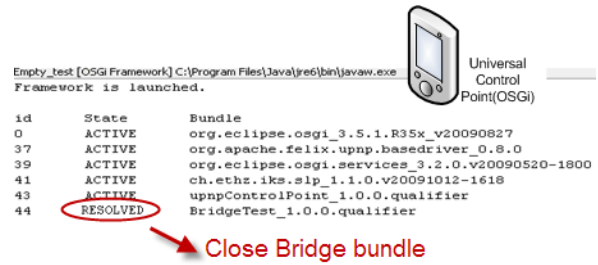 Empty_test [OSGi Framework] C:\Program Files\Java\jre6\bin\javaw.exe
Framework is launched.
Universal
Control
Point(OSGi)
id State Bundle
0 ACTIVE org.eclipse.osgi_3.5.1.R35x_v20090827
37 ACTIVE org.apache.felix.upnp.basedriver_0.8.0
39 ACTIVE org.eclipse.osgi.services_3.2.0.v20090520-1800
41 ACTIVE ch.ethz.iks.slp_1.1.0.v20091012-1618
43 ACTIVE upnpControlPoint_1.0.0.qualifier
44 RESOLVED BridgeTest_1.0.0.qualifier
Close Bridge bundle